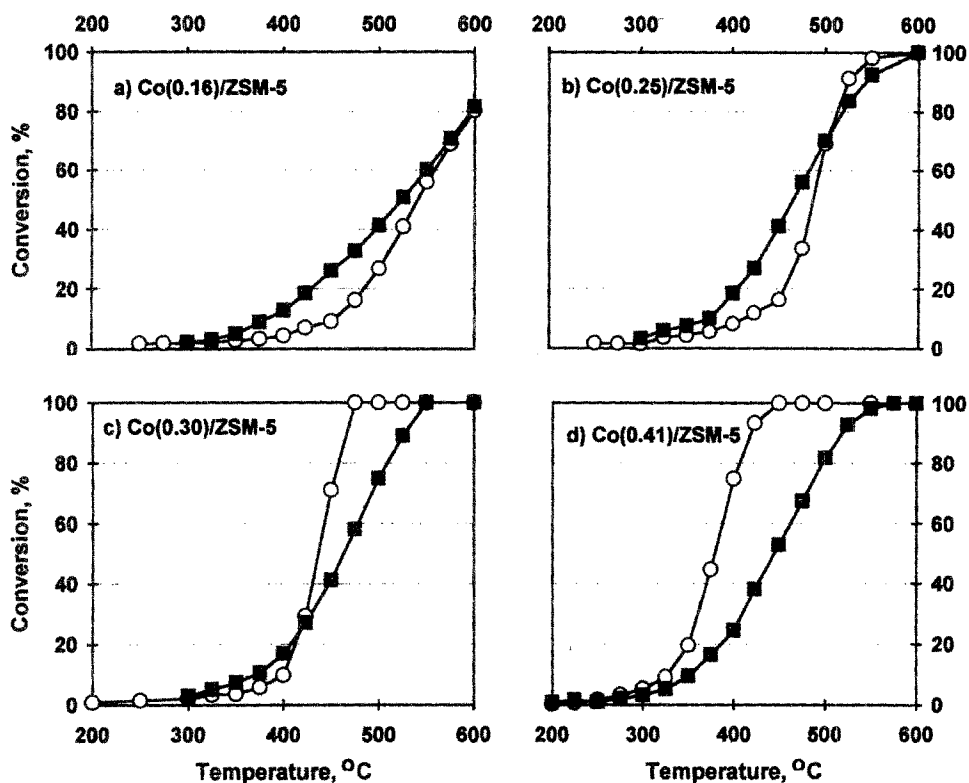 200 300 400 500 600
200 300 400 500 600
100
80
60
40
20
0
Conversion, %
a) Co(0.16)/ZSM-5
b) Co(0.25)/ZSM-5
100
80
60
40
20
0
100
80
60
40
20
0
Conversion, %
c) Co(0.30)/ZSM-5
d) Co(0.41)/ZSM-5
100
80
60
40
20
0
200 300 400 500 600
200 300 400 500 600
Temperature, °C
Temperature, °C